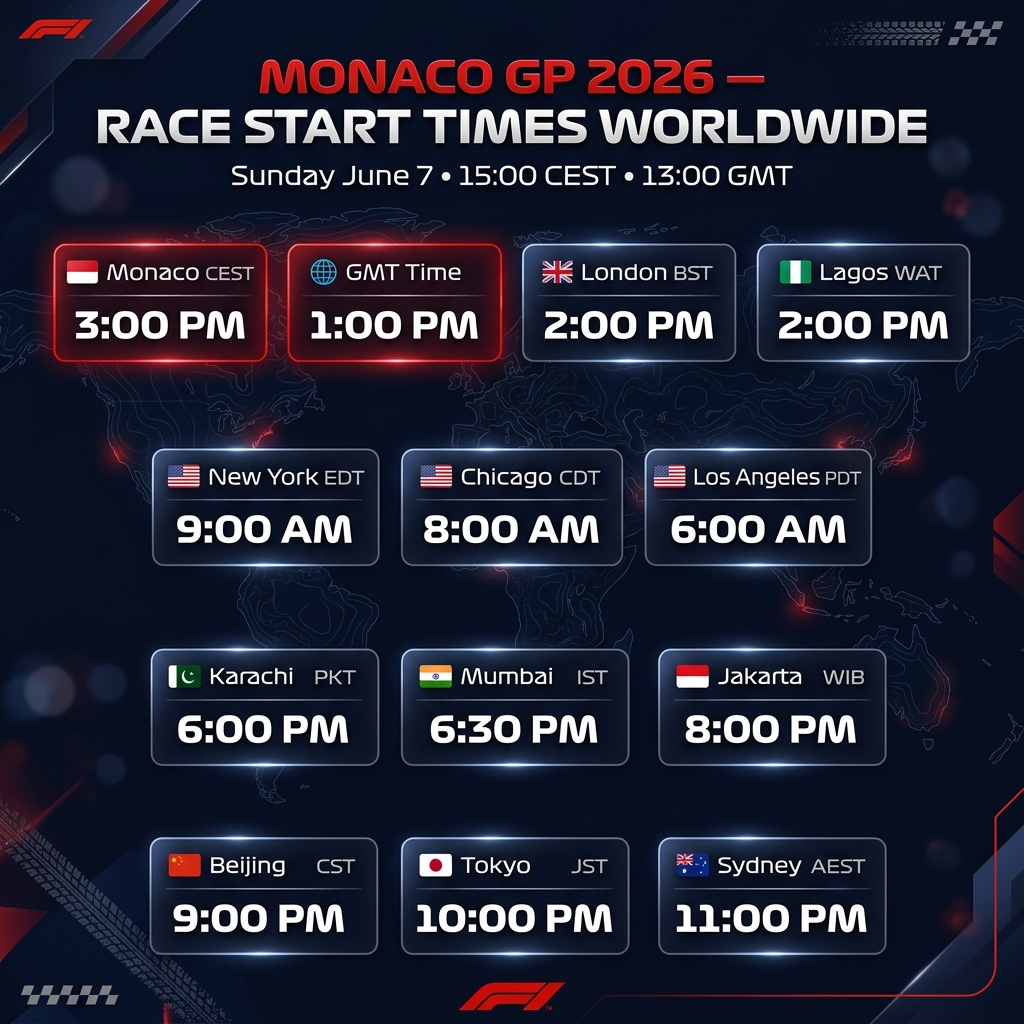 F1
MONACO GP 2026 —
RACE START TIMES WORLDWIDE
Sunday June 7 • 15:00 CEST • 13:00 GMT
Monaco CEST
3:00 PM
GMT Time
1:00 PM
London BST
2:00 PM
Lagos WAT
2:00 PM
New York EDT
9:00 AM
Chicago CDT
8:00 AM
Los Angeles PDT
6:00 AM
Karachi PKT
6:00 PM
Mumbai IST
6:30 PM
Jakarta WIB
8:00 PM
Beijing CST
9:00 PM
Tokyo JST
10:00 PM
Sydney AEST
11:00 PM
F1